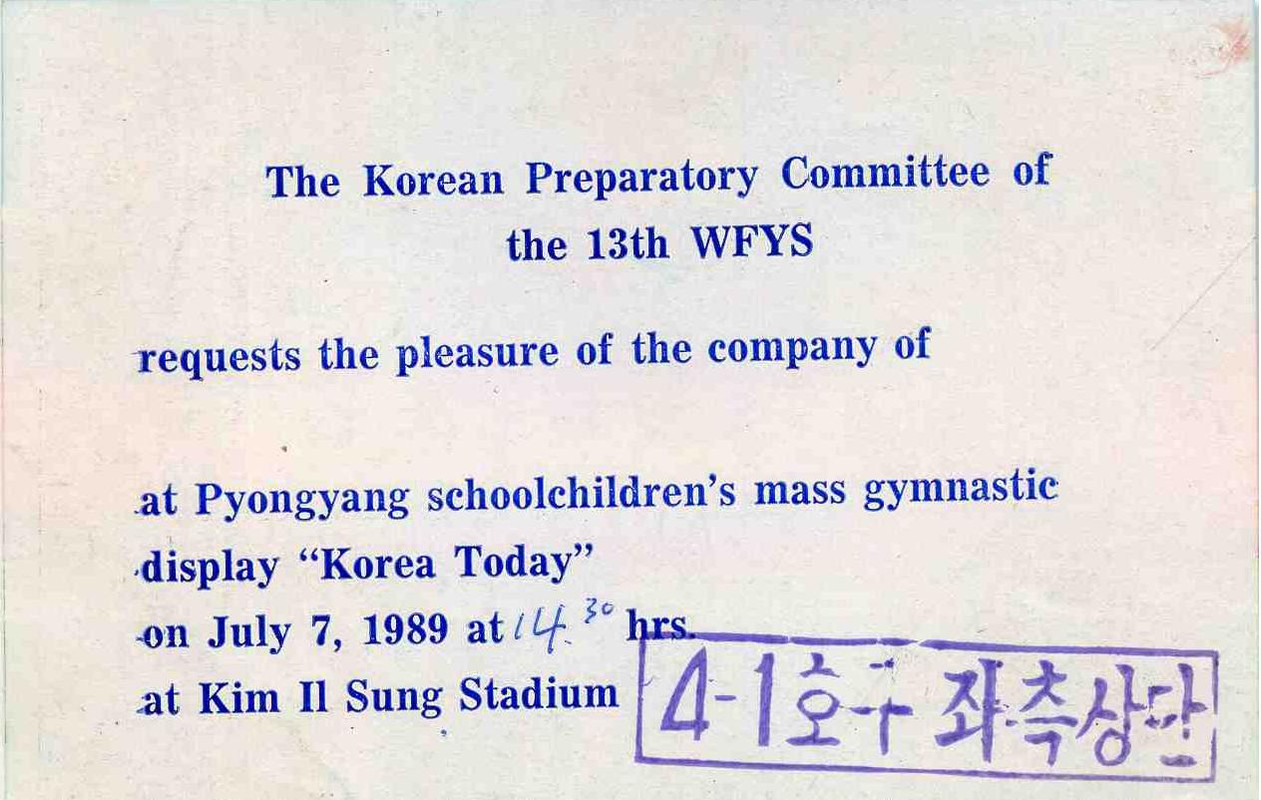 The Korean Preparatory Committee of
the 13th WFYS
requests the pleasure of the company of
at Pyongyang schoolchildren's mass gymnastic
display “Korea Today”
on July 7, 1989 at 14.30 hrs.
at Kim Il Sung Stadium
4-1호구 좌측상단